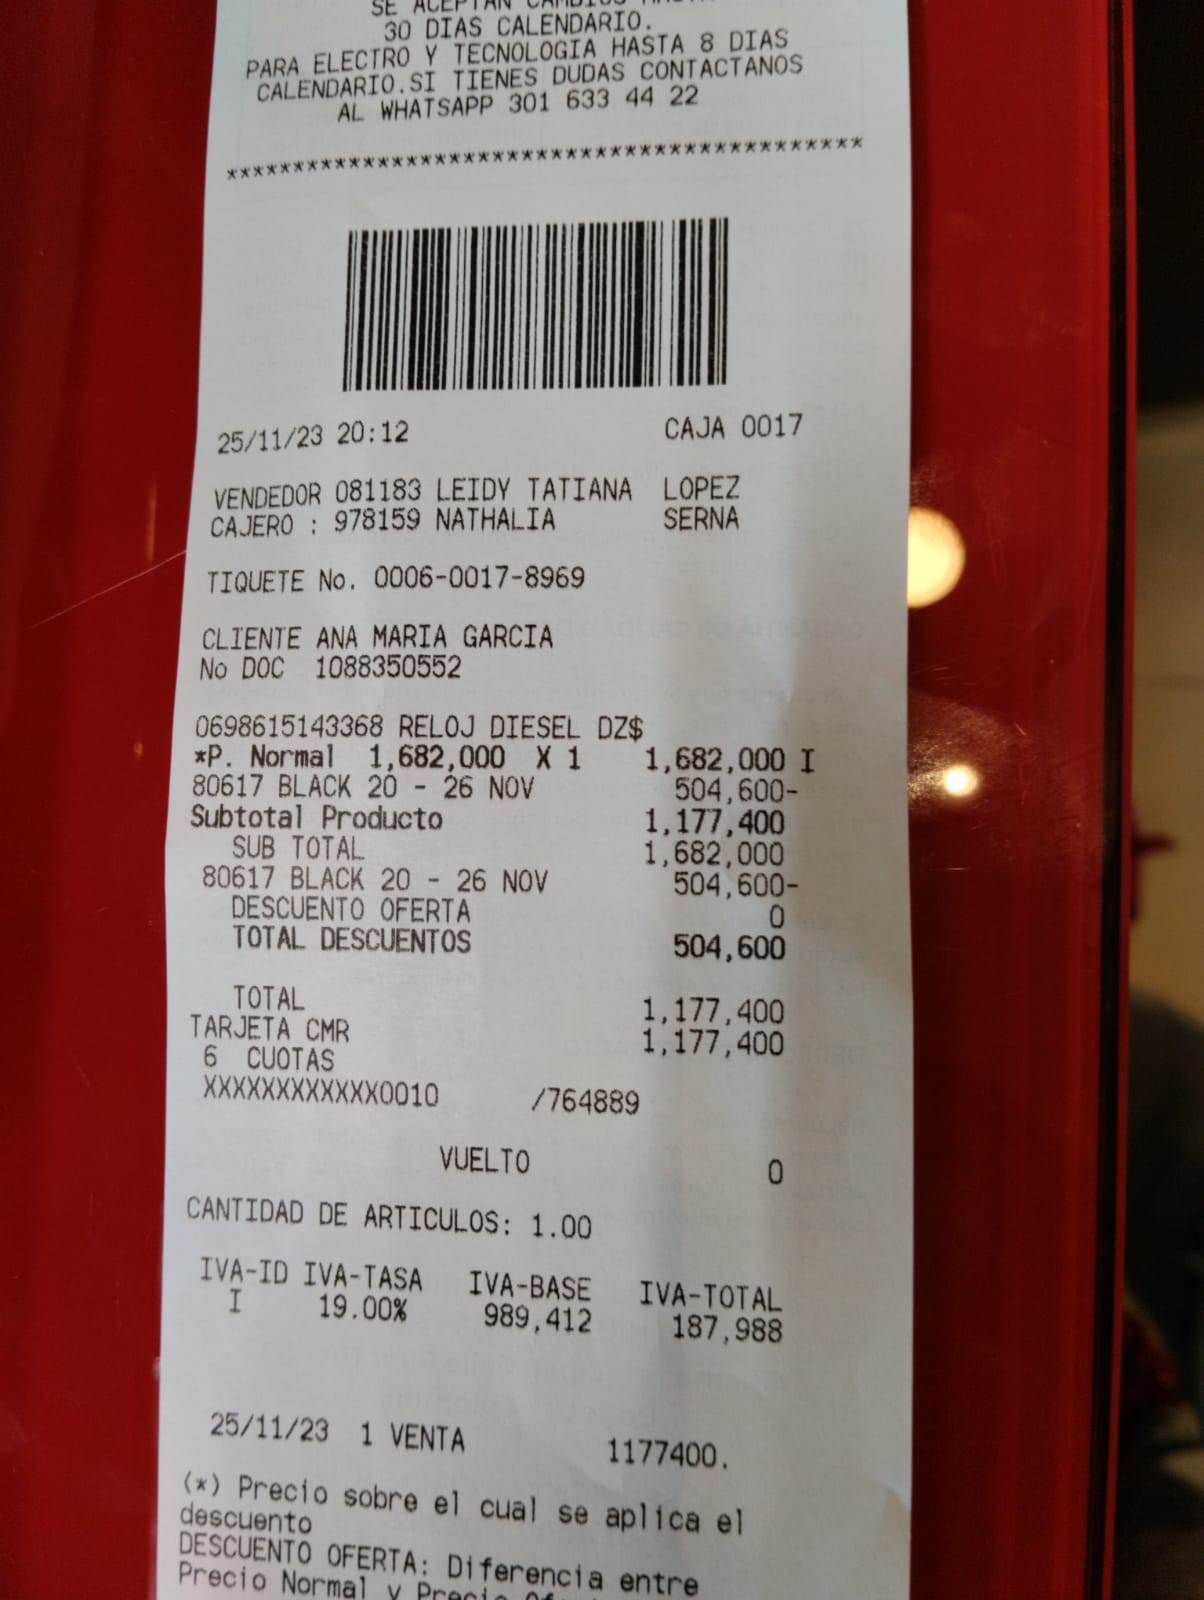 SE ACEPTAN CAMBIOS HASTA
30 DIAS CALENDARIO.
PARA ELECTRO Y TECNOLOGIA HASTA 8 DIAS
CALENDARIO.SI TIENES DUDAS CONTACTANOS
AL WHATSAPP 301 633 44 22
**********************************************
25/11/23 20:12 CAJA 0017
VENDEDOR 081183 LEIDY TATIANA LOPEZ
CAJERO : 978159 NATHALIA SERNA
TIQUETE No. 0006-0017-8969
CLIENTE ANA MARIA GARCIA
No DOC 1088350552
0698615143368 RELOJ DIESEL DZ$
*P. Normal 1,682,000 X 1 1,682,000 I
80617 BLACK 20 - 26 NOV 504,600-
Subtotal Producto 1,177,400
SUB TOTAL 1,682,000
80617 BLACK 20 - 26 NOV 504,600-
DESCUENTO OFERTA 0
TOTAL DESCUENTOS 504,600
TOTAL 1,177,400
TARJETA CMR 1,177,400
6 CUOTAS
XXXXXXXXXXXX0010 /764889
VUELTO 0
CANTIDAD DE ARTICULOS: 1.00
IVA-ID IVA-TASA IVA-BASE IVA-TOTAL
I 19.00% 989,412 187,988
25/11/23 1 VENTA 1177400.
(*) Precio sobre el cual se aplica el
descuento
DESCUENTO OFERTA: Diferencia entre
Precio Normal y Precio